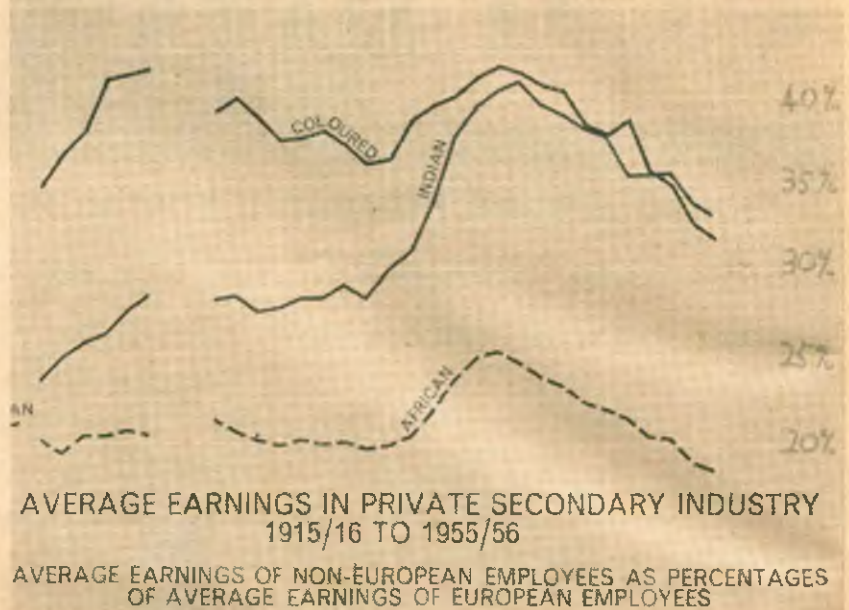 40%
COLOURED
35%
INDIAN
30%
25%
AFRICAN
AN
20%
AVERAGE EARNINGS IN PRIVATE SECONDARY INDUSTRY
1915/16 TO 1955/56
AVERAGE EARNINGS OF NON-EUROPEAN EMPLOYEES AS PERCENTAGES
OF AVERAGE EARNINGS OF EUROPEAN EMPLOYEES